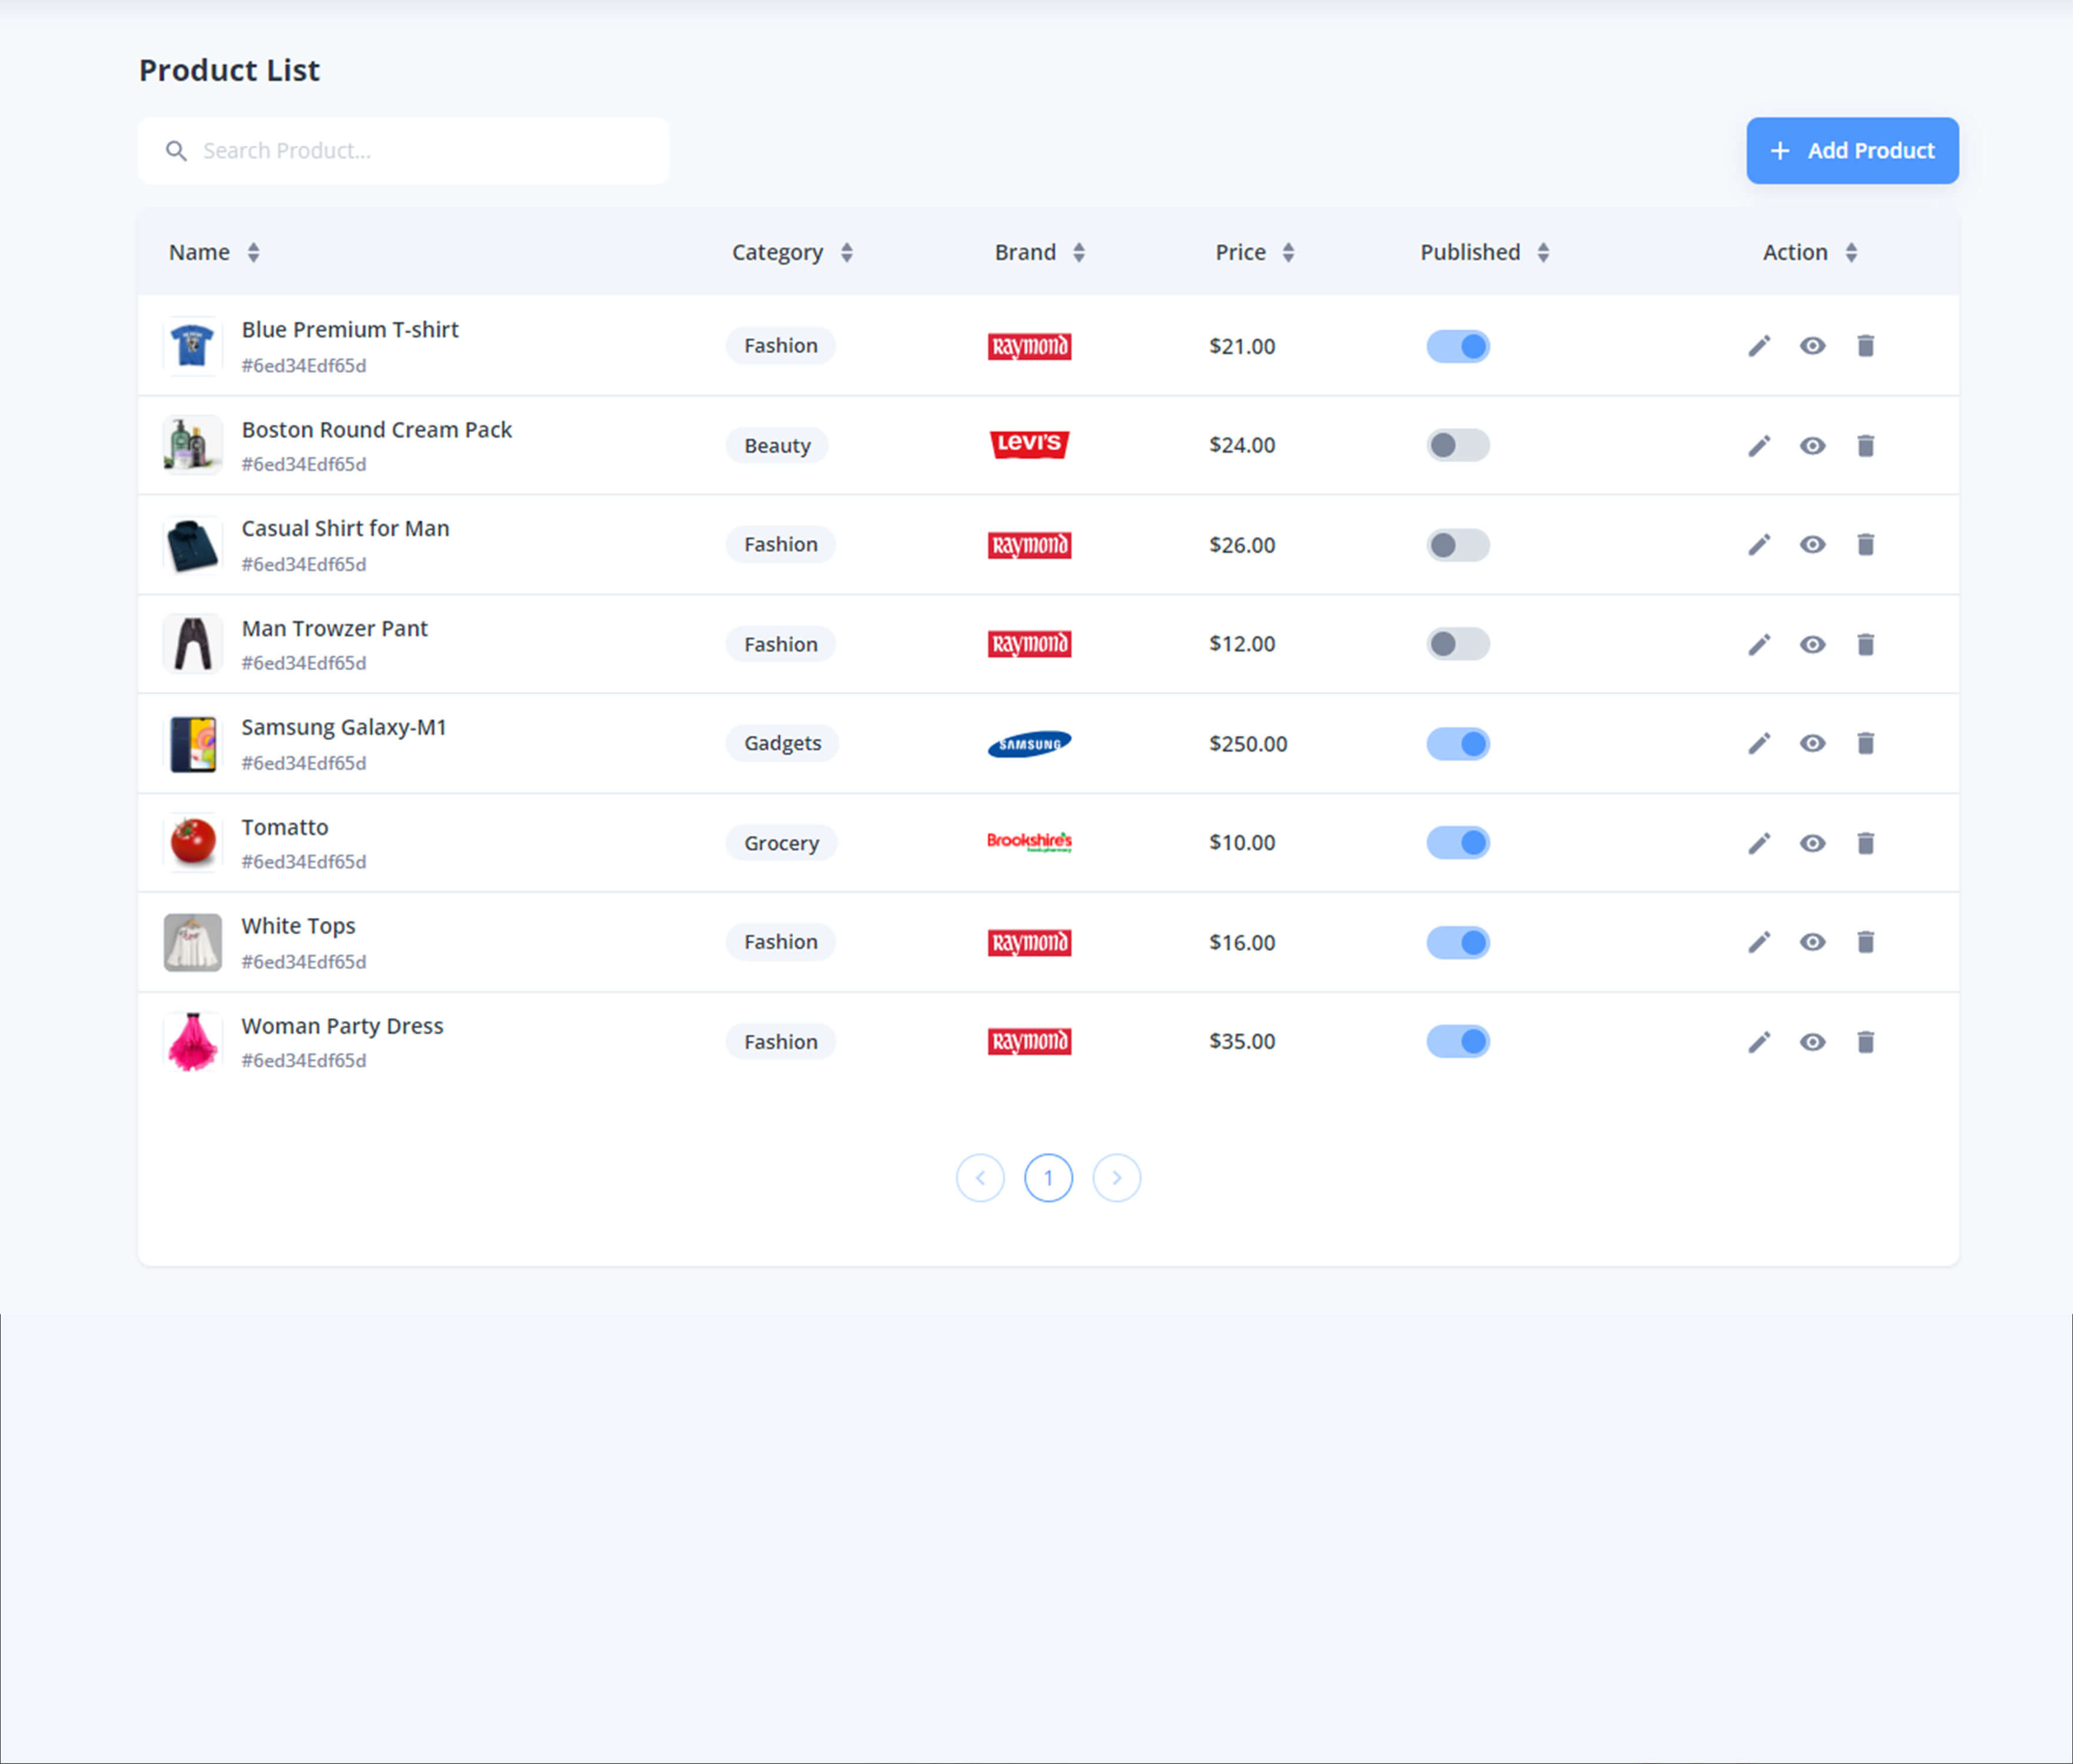 Product List
Search Product...
+ Add Product
Name Category Brand Price Published Action
Blue Premium T-shirt
#6ed34Edf65d
Fashion Raymond $21.00
Boston Round Cream Pack
#6ed34Edf65d
Beauty LEVI'S $24.00
Casual Shirt for Man
#6ed34Edf65d
Fashion Raymond $26.00
Man Trowzer Pant
#6ed34Edf65d
Fashion Raymond $12.00
Samsung Galaxy-M1
#6ed34Edf65d
Gadgets SAMSUNG $250.00
Tomatto
#6ed34Edf65d
Grocery Brookshire's $10.00
White Tops
#6ed34Edf65d
Fashion Raymond $16.00
Woman Party Dress
#6ed34Edf65d
Fashion Raymond $35.00
1